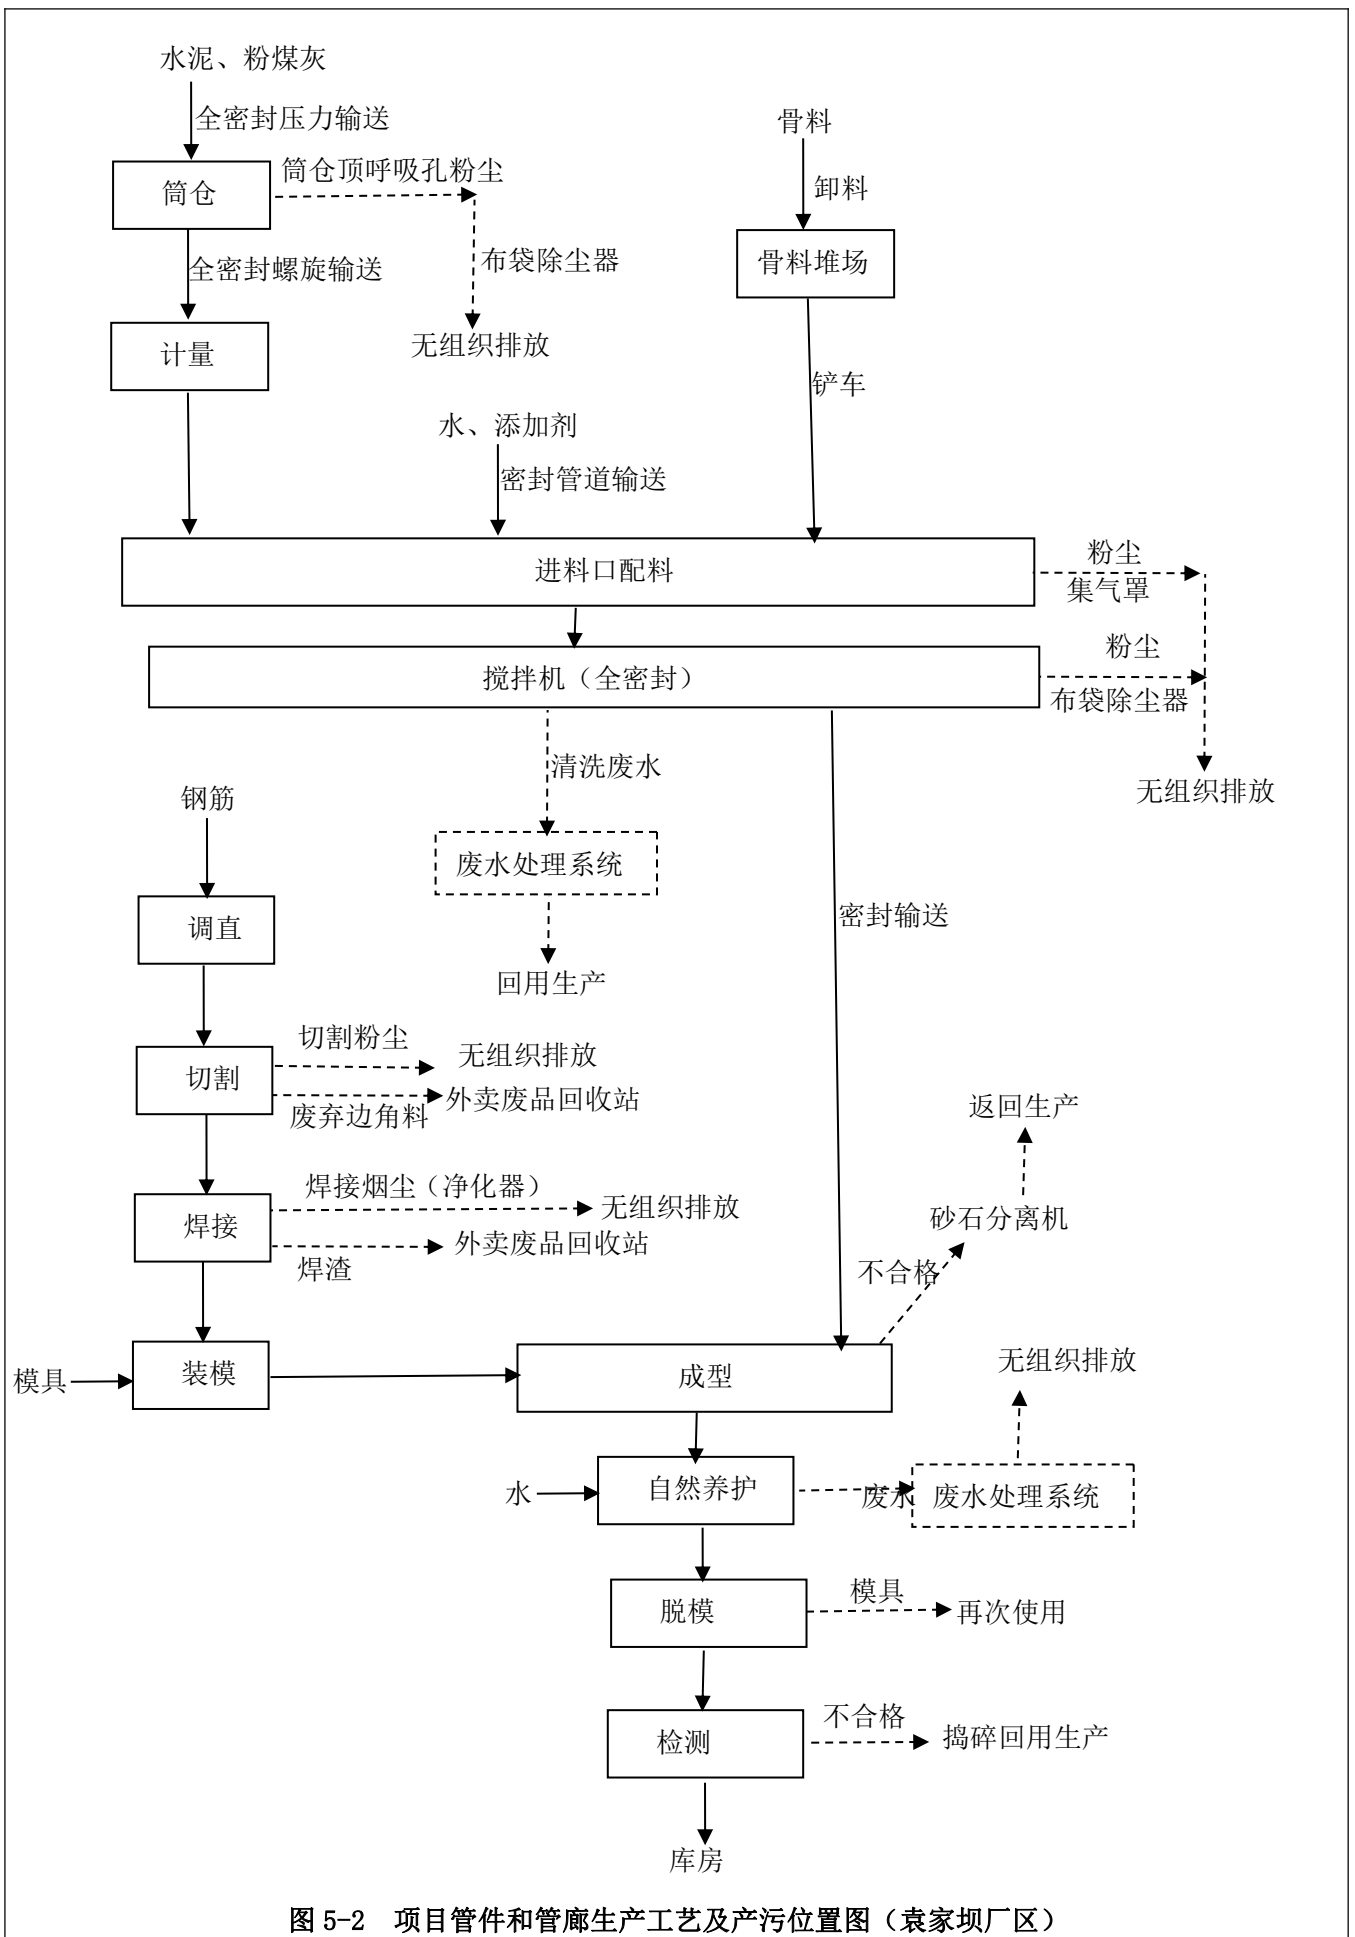 水泥、粉煤灰
全密封压力输送
骨料
筒仓顶呼吸孔粉尘
筒仓
卸料
布袋除尘器
骨料堆场
全密封螺旋输送
无组织排放
计量
铲车
水、添加剂
密封管道输送
粉尘
进料口配料
集气罩
粉尘
搅拌机（全密封）
布袋除尘器
清洗废水
无组织排放
钢筋
废水处理系统
密封输送
调直
回用生产
切割粉尘
无组织排放
切割
外卖废品回收站
废弃边角料
返回生产
焊接烟尘（净化器）
无组织排放
焊接
砂石分离机
外卖废品回收站
焊渣
不合格
无组织排放
模具
装模
成型
水
自然养护
废水
废水处理系统
模具
脱模
再次使用
不合格
检测
捣碎回用生产
库房
图 5-2 项目管件和管廊生产工艺及产污位置图（袁家坝厂区）